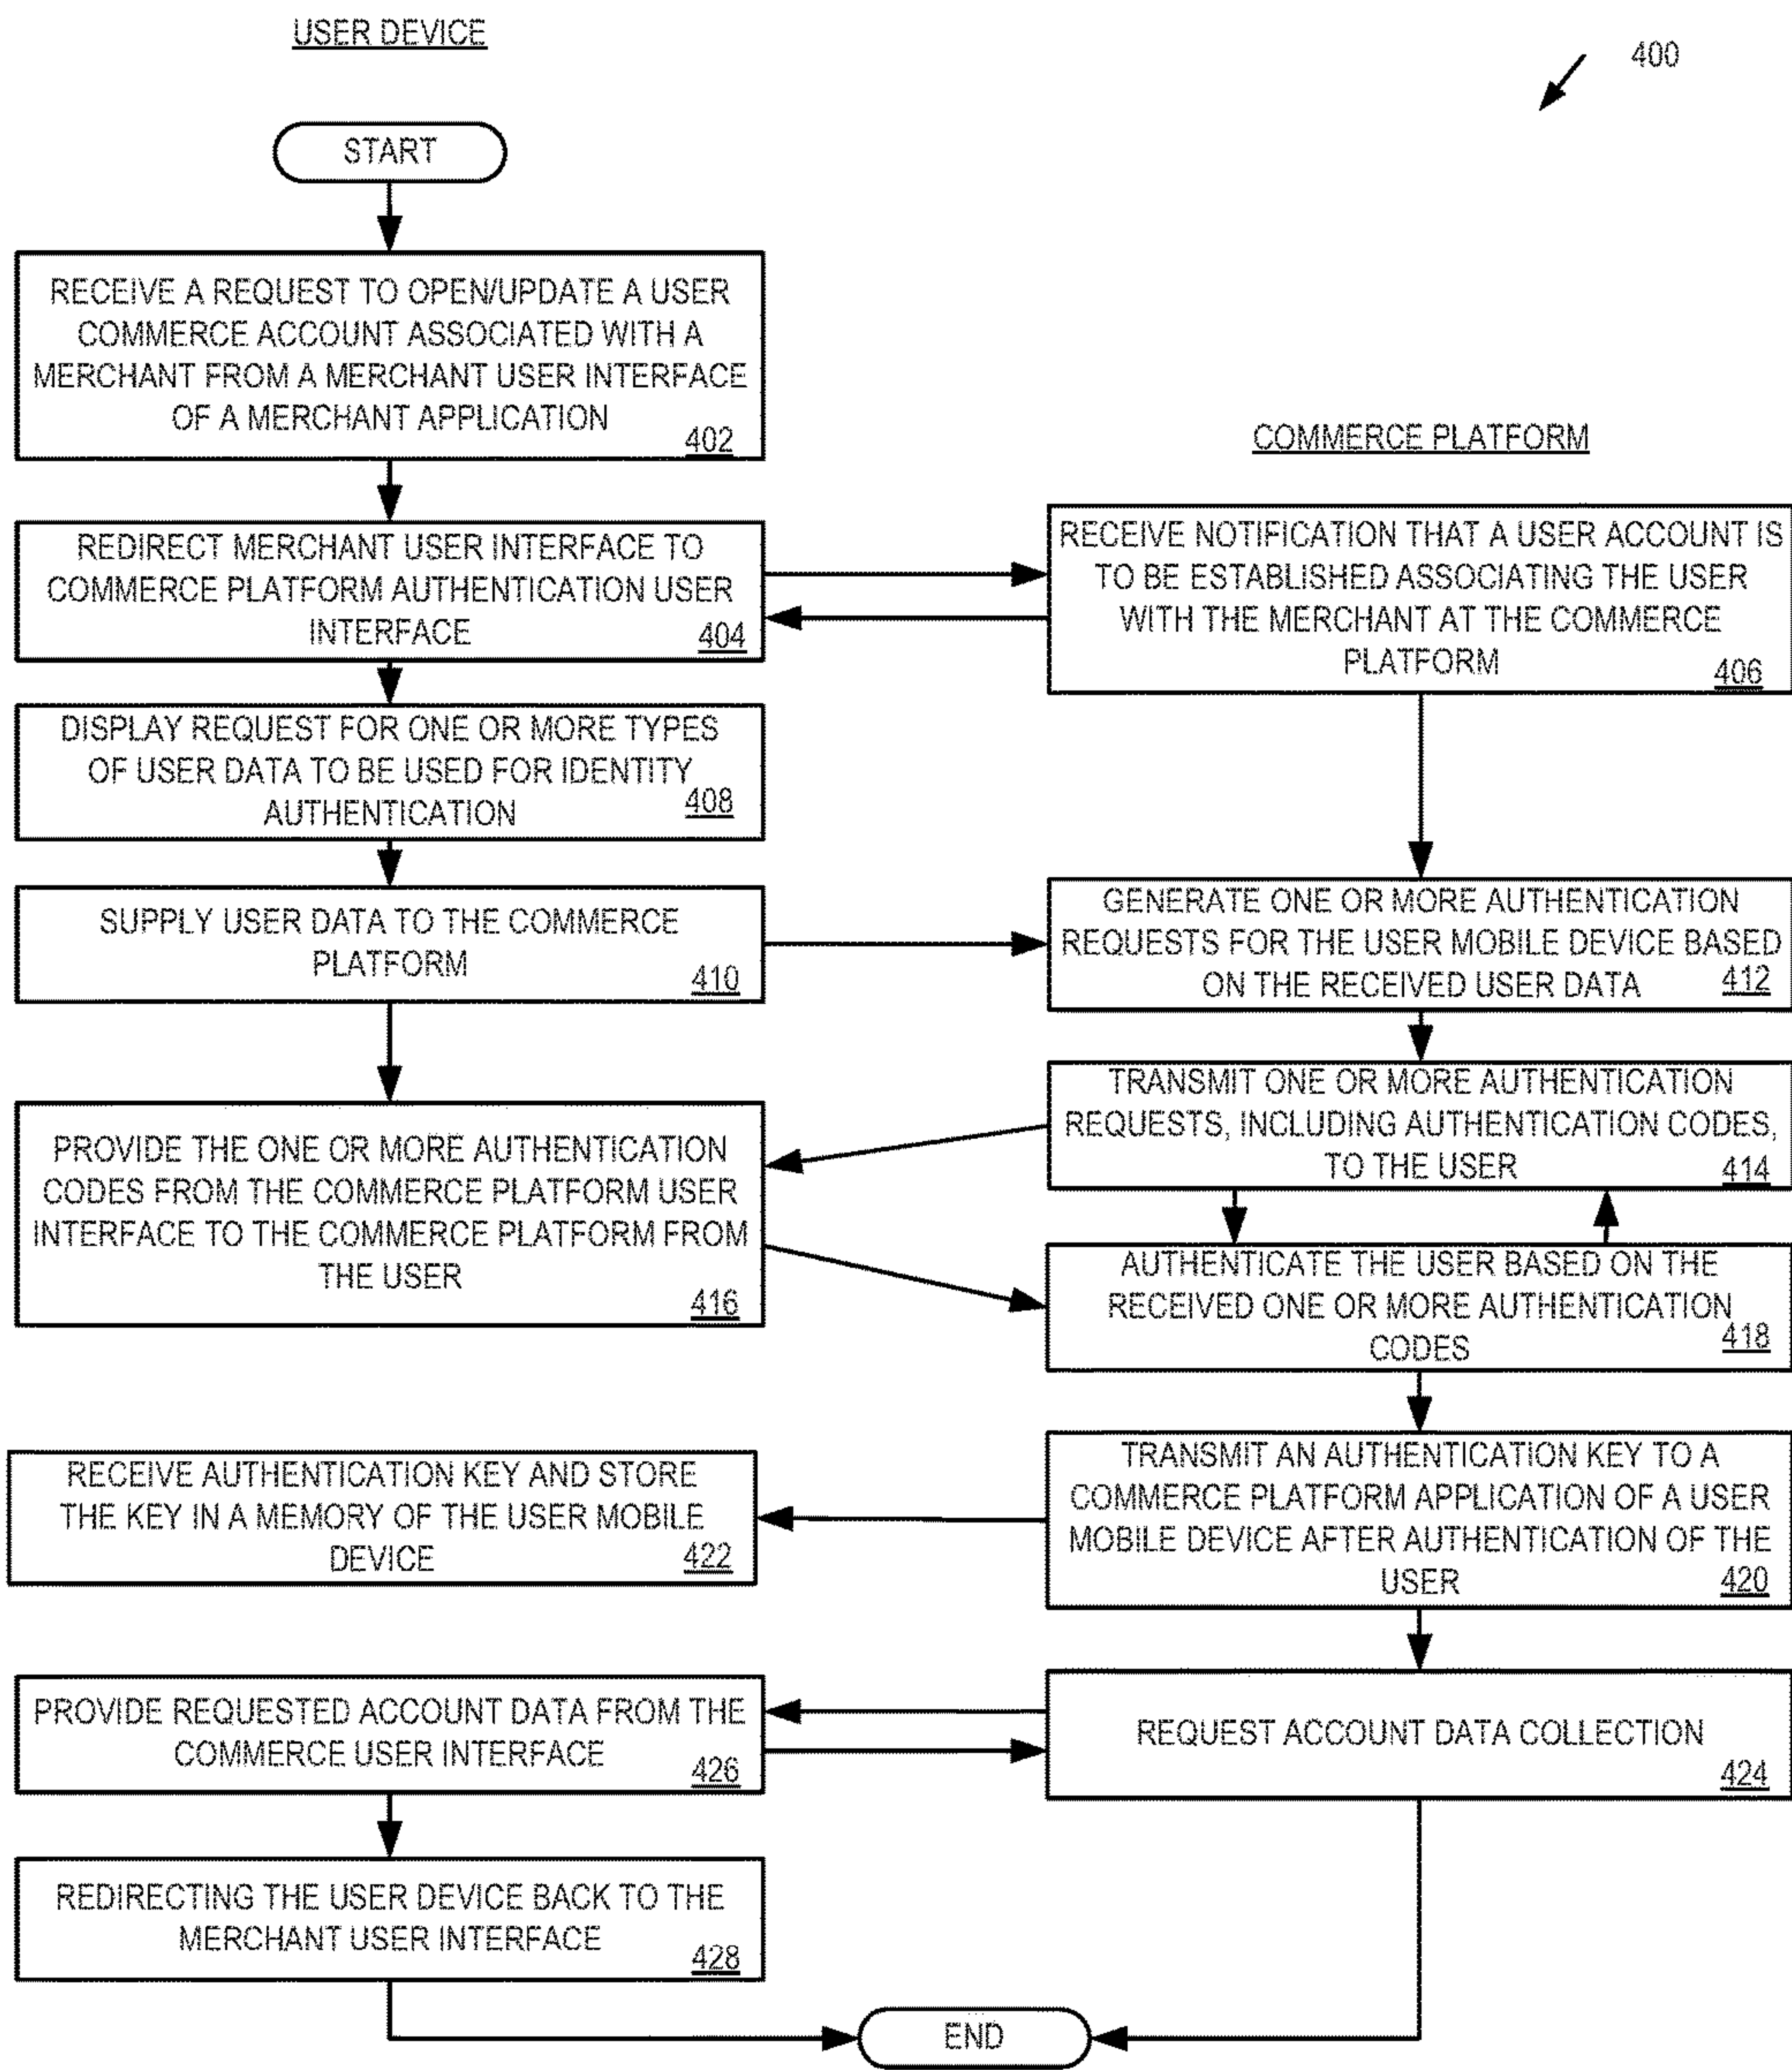 USER DEVICE
400
START
RECEIVE A REQUEST TO OPEN/UPDATE A USER
COMMERCE ACCOUNT ASSOCIATED WITH A
MERCHANT FROM A MERCHANT USER INTERFACE
OF A MERCHANT APPLICATION
402
COMMERCE PLATFORM
REDIRECT MERCHANT USER INTERFACE TO
COMMERCE PLATFORM AUTHENTICATION USER
INTERFACE
404
RECEIVE NOTIFICATION THAT A USER ACCOUNT IS
TO BE ESTABLISHED ASSOCIATING THE USER
WITH THE MERCHANT AT THE COMMERCE
PLATFORM
406
DISPLAY REQUEST FOR ONE OR MORE TYPES
OF USER DATA TO BE USED FOR IDENTITY
AUTHENTICATION
408
SUPPLY USER DATA TO THE COMMERCE
PLATFORM
410
GENERATE ONE OR MORE AUTHENTICATION
REQUESTS FOR THE USER MOBILE DEVICE BASED
ON THE RECEIVED USER DATA
412
TRANSMIT ONE OR MORE AUTHENTICATION
REQUESTS, INCLUDING AUTHENTICATION CODES,
TO THE USER
414
PROVIDE THE ONE OR MORE AUTHENTICATION
CODES FROM THE COMMERCE PLATFORM USER
INTERFACE TO THE COMMERCE PLATFORM FROM
THE USER
416
AUTHENTICATE THE USER BASED ON THE
RECEIVED ONE OR MORE AUTHENTICATION
CODES
418
TRANSMIT AN AUTHENTICATION KEY TO A
COMMERCE PLATFORM APPLICATION OF A USER
MOBILE DEVICE AFTER AUTHENTICATION OF THE
USER
420
RECEIVE AUTHENTICATION KEY AND STORE
THE KEY IN A MEMORY OF THE USER MOBILE
DEVICE
422
REQUEST ACCOUNT DATA COLLECTION
424
PROVIDE REQUESTED ACCOUNT DATA FROM THE
COMMERCE USER INTERFACE
426
REDIRECTING THE USER DEVICE BACK TO THE
MERCHANT USER INTERFACE
428
END